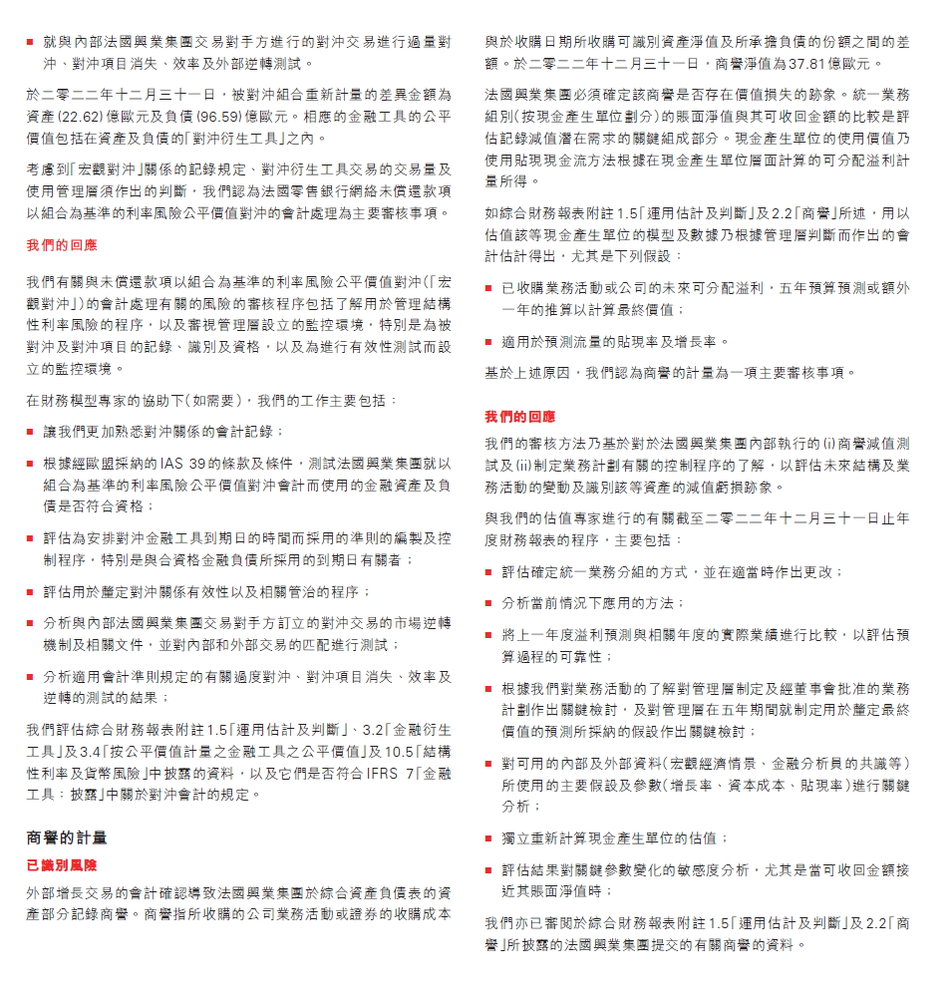 ■ 就與內部法國興業集團交易對手方進行的對沖交易進行過量對
沖、對沖項目消失、效率及外部逆轉測試。
於二零二二年十二月三十一日，被對沖組合重新計量的差異金額為
資產(22.62)億歐元及負債(96.59)億歐元。相應的金融工具的公平
價值包括在資產及負債的「對沖衍生工具」之內。
考慮到「宏觀對沖」關係的記錄規定、對沖衍生工具交易的交易量及
使用管理層須作出的判斷，我們認為法國零售銀行網絡未償還款項
以組合為基準的利率風險公平價值對沖的會計處理為主要審核事項。
我們的回應
我們有關與未償還款項以組合為基準的利率風險公平價值對沖(「宏
觀對沖」)的會計處理有關的風險的審核程序包括了解用於管理結構
性利率風險的程序，以及審視管理層設立的監控環境，特別是為被
對沖及對沖項目的記錄、識別及資格，以及為進行有效性測試而設
立的監控環境。
在財務模型專家的協助下(如需要)，我們的工作主要包括：
■ 讓我們更加熟悉對沖關係的會計記錄；
■ 根據經歐盟採納的IAS 39的條款及條件，測試法國興業集團就以
組合為基準的利率風險公平價值對沖會計而使用的金融資產及負
債是否符合資格；
■ 評估為安排對沖金融工具到期日的時間而採用的準則的編製及控
制程序，特別是與合資格金融負債所採用的到期日有關者；
■ 評估用於釐定對沖關係有效性以及相關管治的程序；
■ 分析與內部法國興業集團交易對手方訂立的對沖交易的市場逆轉
機制及相關文件，並對內部和外部交易的匹配進行測試；
■ 分析適用會計準則規定的有關過度對沖、對沖項目消失、效率及
逆轉的測試的結果；
我們評估綜合財務報表附註1.5「運用估計及判斷」、3.2「金融衍生
工具」及3.4「按公平價值計量之金融工具之公平價值」及10.5「結構
性利率及貨幣風險」中披露的資料，以及它們是否符合IFRS 7「金融
工具：披露」中關於對沖會計的規定。
商譽的計量
已識別風險
外部增長交易的會計確認導致法國興業集團於綜合資產負債表的資
產部分記錄商譽。商譽指所收購的公司業務活動或證券的收購成本
與於收購日期所收購可識別資產淨值及所承擔負債的份額之間的差
額。於二零二二年十二月三十一日，商譽淨值為37.81億歐元。
法國興業集團必須確定該商譽是否存在價值損失的跡象。統一業務
組別(按現金產生單位劃分)的賬面淨值與其可收回金額的比較是評
估記錄減值潛在需求的關鍵組成部分。現金產生單位的使用價值乃
使用貼現現金流方法根據在現金產生單位層面計算的可分配溢利計
量所得。
如綜合財務報表附註1.5「運用估計及判斷」及2.2「商譽」所述，用以
估值該等現金產生單位的模型及數據乃根據管理層判斷而作出的會
計估計得出，尤其是下列假設：
■ 已收購業務活動或公司的未來可分配溢利，五年預算預測或額外
一年的推算以計算最終價值；
■ 適用於預測流量的貼現率及增長率。
基於上述原因，我們認為商譽的計量為一項主要審核事項。
我們的回應
我們的審核方法乃基於對於法國興業集團內部執行的(i)商譽減值測
試及(ii)制定業務計劃有關的控制程序的了解，以評估未來結構及業
務活動的變動及識別該等資產的減值虧損跡象。
與我們的估值專家進行的有關截至二零二二年十二月三十一日止年
度財務報表的程序，主要包括：
■ 評估確定統一業務分組的方式，並在適當時作出更改；
■ 分析當前情況下應用的方法；
■ 將上一年度溢利預測與相關年度的實際業績進行比較，以評估預
算過程的可靠性；
■ 根據我們對業務活動的了解對管理層制定及經董事會批准的業務
計劃作出關鍵檢討，及對管理層在五年期間就制定用於釐定最終
價值的預測所採納的假設作出關鍵檢討；
■ 對可用的內部及外部資料(宏觀經濟情景、金融分析員的共識等)
所使用的主要假設及參數(增長率、資本成本、貼現率)進行關鍵
分析；
■ 獨立重新計算現金產生單位的估值；
■ 評估結果對關鍵參數變化的敏感度分析，尤其是當可收回金額接
近其賬面淨值時；
我們亦已審閱於綜合財務報表附註1.5「運用估計及判斷」及2.2「商
譽」所披露的法國興業集團提交的有關商譽的資料。